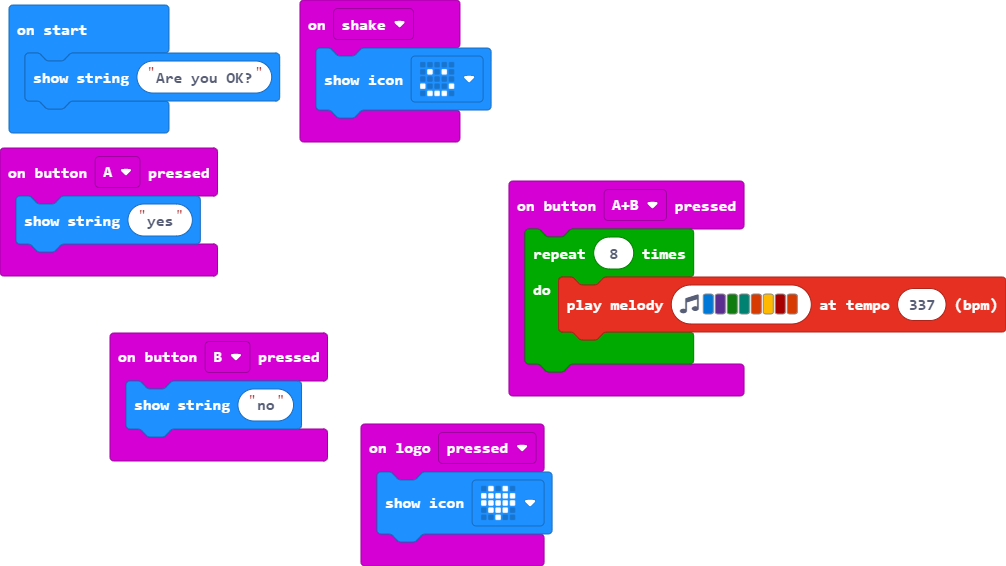 on start
show string "Are you OK?"
on shake
show icon
on button A pressed
show string "yes"
on button A+B pressed
repeat 8 times
do
play melody at tempo 337 (bpm)
on button B pressed
show string "no"
on logo pressed
show icon